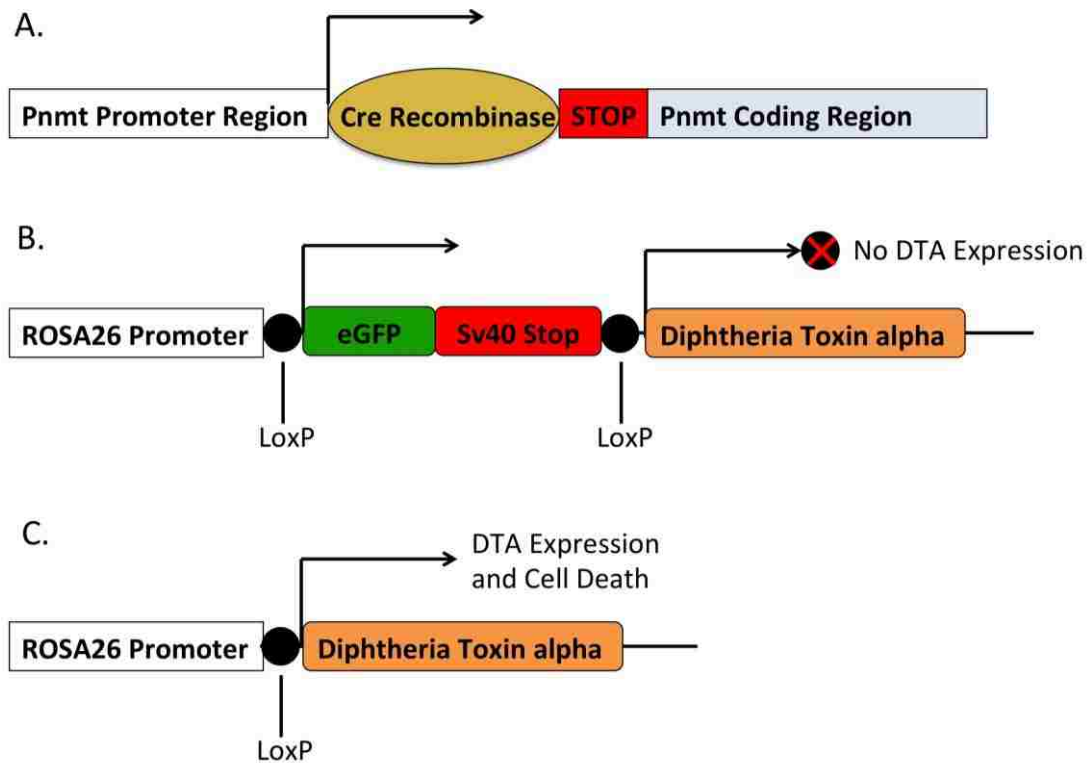 A.
Pnmt Promoter Region Cre Recombinase STOP Pnmt Coding Region
B.
No DTA Expression
ROSA26 Promoter eGFP Sv40 Stop Diphtheria Toxin alpha
LoxP LoxP
C.
DTA Expression
and Cell Death
ROSA26 Promoter Diphtheria Toxin alpha
LoxP